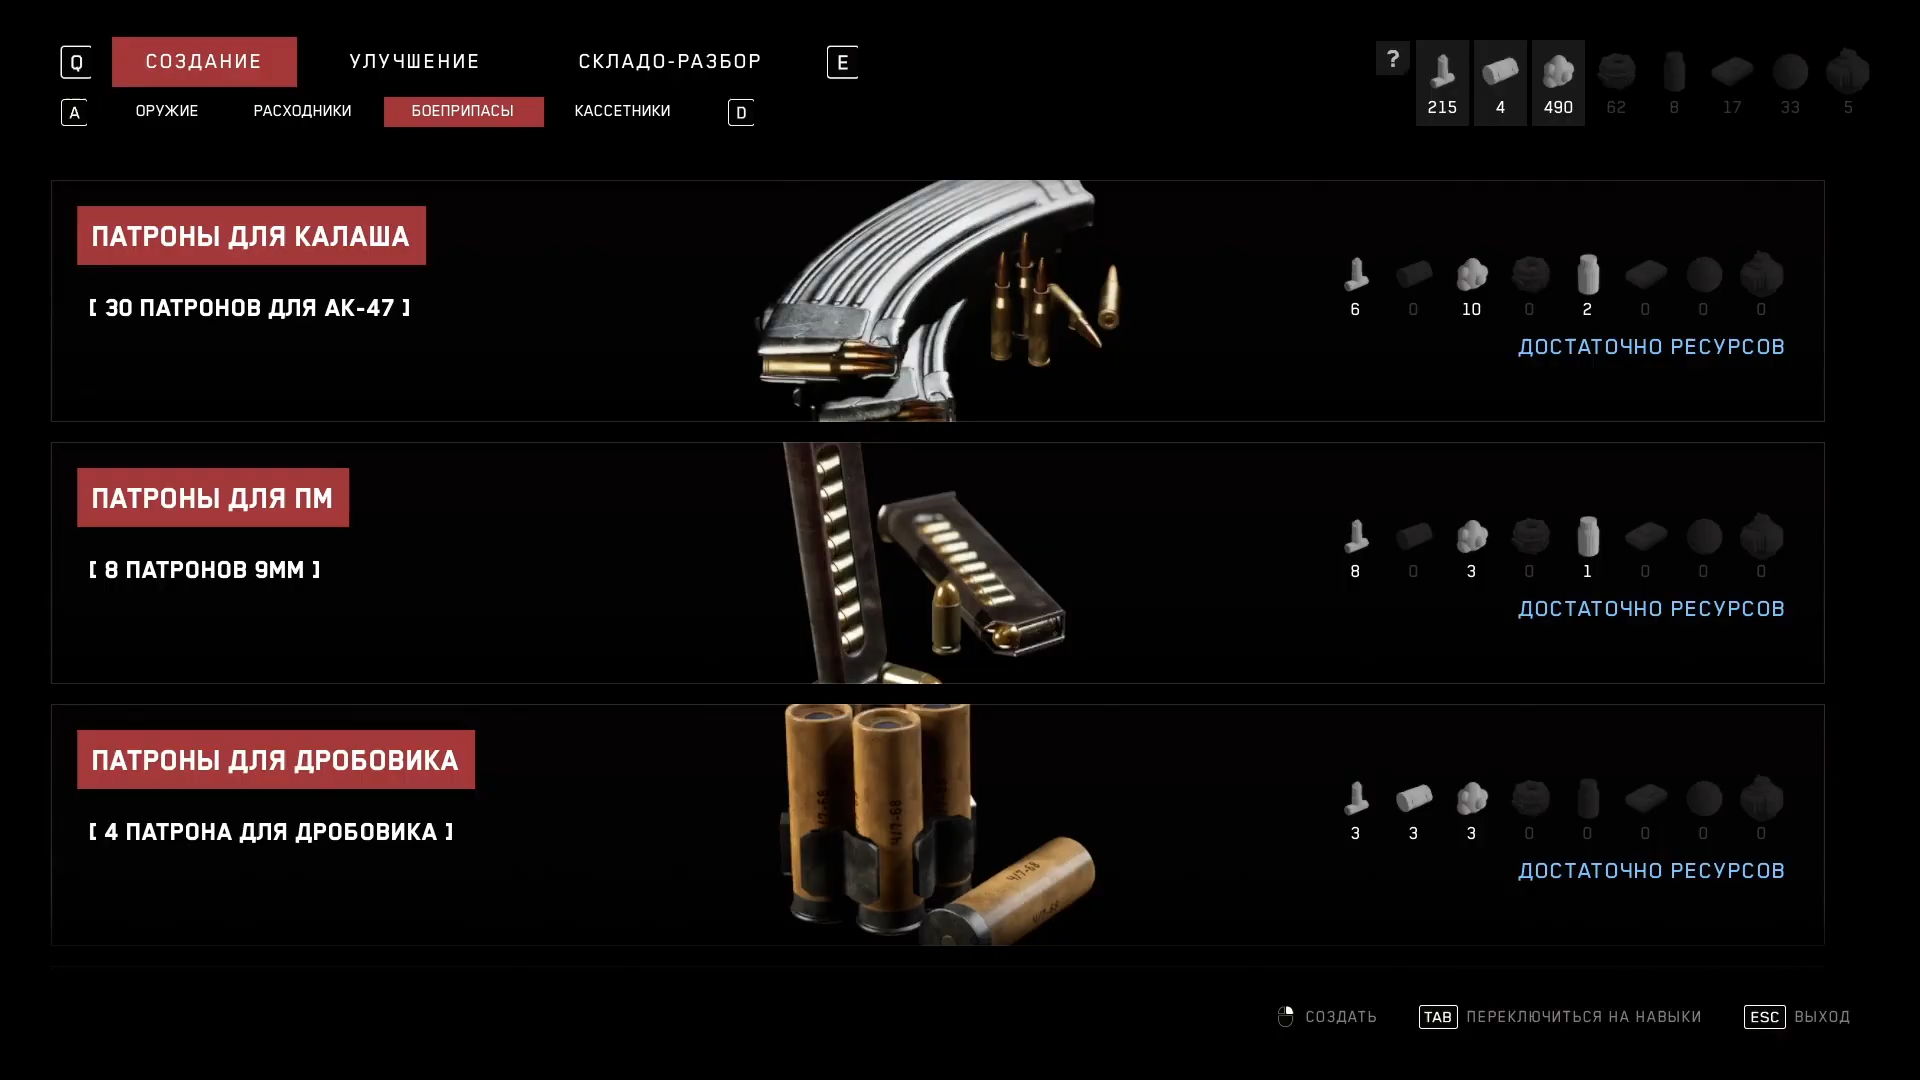 Q СОЗДАНИЕ УЛУЧШЕНИЕ СКЛАДО-РАЗБОР E
A ОРУЖИЕ РАСХОДНИКИ БОЕПРИПАСЫ КАССЕТНИКИ D
?
215 4 490 62 8 17 33 5
ПАТРОНЫ ДЛЯ КАЛАША
[ 30 ПАТРОНОВ ДЛЯ АК-47 ]
6 0 10 0 2 0 0 0
ДОСТАТОЧНО РЕСУРСОВ
ПАТРОНЫ ДЛЯ ПМ
[ 8 ПАТРОНОВ 9ММ ]
8 0 3 0 1 0 0 0
ДОСТАТОЧНО РЕСУРСОВ
ПАТРОНЫ ДЛЯ ДРОБОВИКА
[ 4 ПАТРОНА ДЛЯ ДРОБОВИКА ]
3 3 3 0 0 0 0 0
ДОСТАТОЧНО РЕСУРСОВ
СОЗДАТЬ TAB ПЕРЕКЛЮЧИТЬСЯ НА НАВЫКИ ESC ВЫХОД